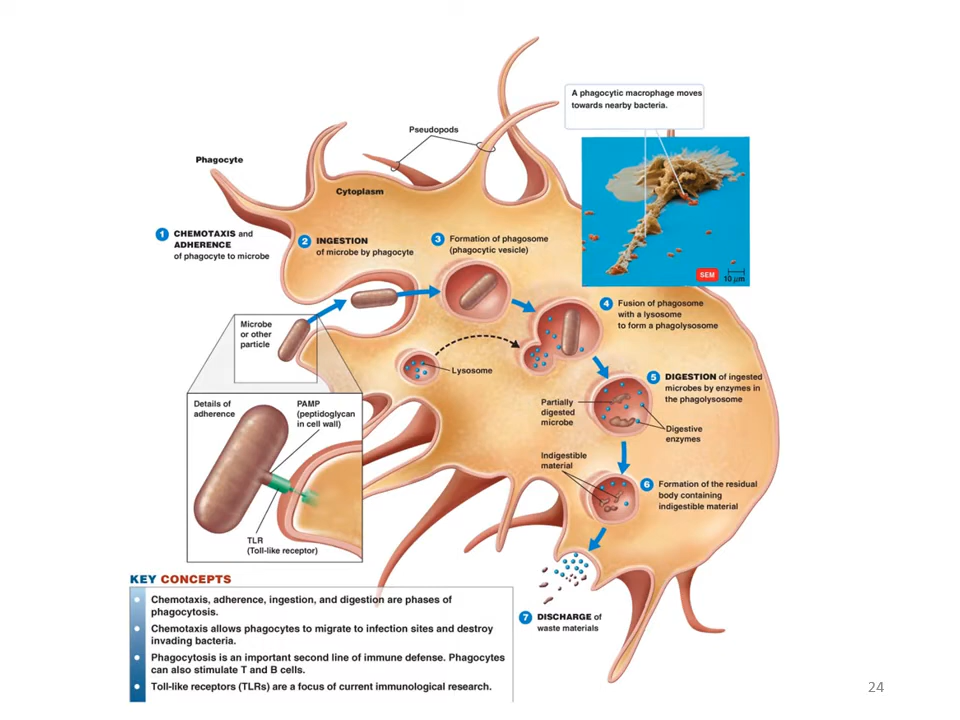 A phagocytic macrophage moves
towards nearby bacteria.
Pseudopods
Phagocyte
Cytoplasm
1 CHEMOTAXIS and
ADHERENCE
of phagocyte to microbe
2 INGESTION
of microbe by phagocyte
3 Formation of phagosome
(phagocytic vesicle)
SEM
10 µm
4 Fusion of phagosome
with a lysosome
to form a phagolysosome
Microbe
or other
particle
Lysosome
5 DIGESTION of ingested
microbes by enzymes in
the phagolysosome
Partially
digested
microbe
Digestive
enzymes
Details of
adherence
PAMP
(peptidoglycan
in cell wall)
TLR
(Toll-like receptor)
Indigestible
material
6 Formation of the residual
body containing
indigestible material
7 DISCHARGE of
waste materials
KEY CONCEPTS
Chemotaxis, adherence, ingestion, and digestion are phases of
phagocytosis.
Chemotaxis allows phagocytes to migrate to infection sites and destroy
invading bacteria.
Phagocytosis is an important second line of immune defense. Phagocytes
can also stimulate T and B cells.
Toll-like receptors (TLRs) are a focus of current immunological research.
24